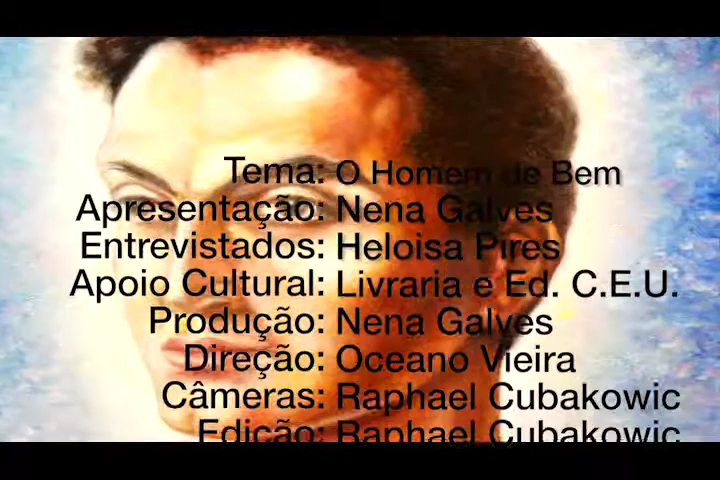 Tema: O Homem de Bem
Apresentação: Nena Galves
Entrevistados: Heloisa Pires
Apoio Cultural: Livraria e Ed. C.E.U.
Produção: Nena Galves
Direção: Oceano Vieira
Câmeras: Raphael Cubakowic
Edição: Raphael Cubakowic